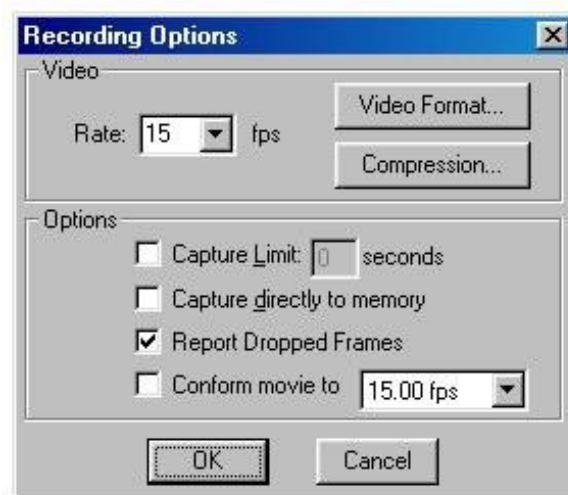 Recording Options
Video
Rate: 15 fps
Video Format...
Compression...
Options
Capture Limit: 0 seconds
Capture directly to memory
Report Dropped Frames
Conform movie to 15.00 fps
OK Cancel